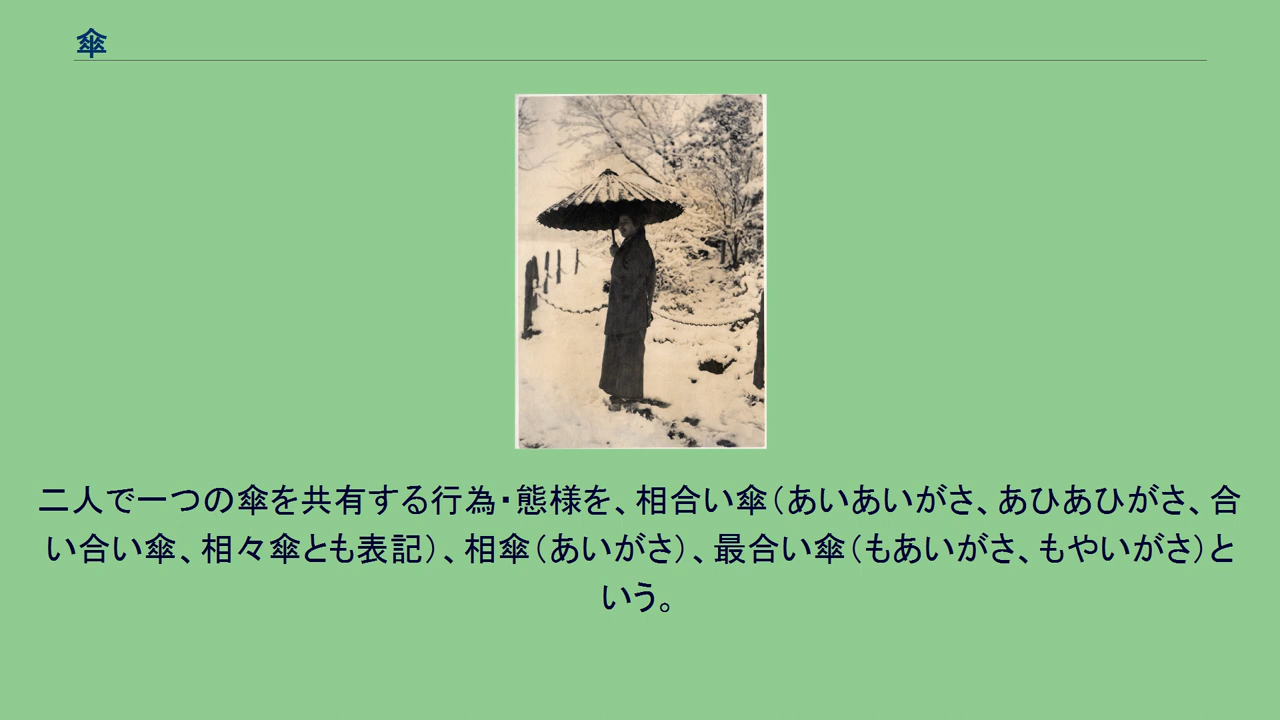 傘
二人で一つの傘を共有する行為・態様を、相合い傘（あいあいがさ、あひあひがさ、合
い合い傘、相々傘とも表記）、相傘（あいがさ）、最合い傘（もあいがさ、もやいがさ）と
いう。